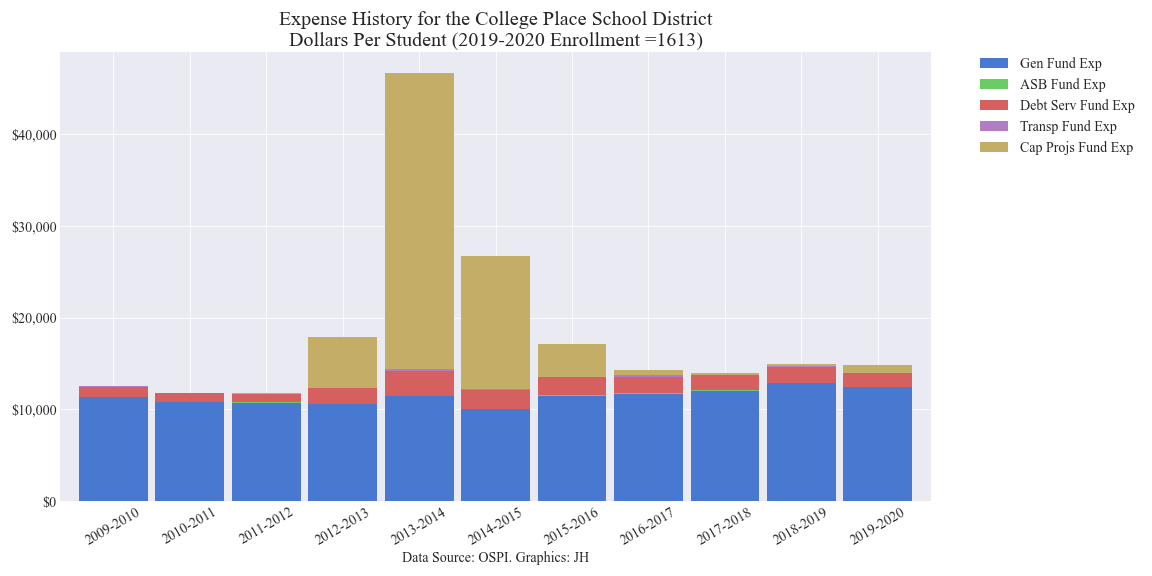 Expense History for the College Place School District
Dollars Per Student (2019-2020 Enrollment =1613)
Gen Fund Exp
ASB Fund Exp
Debt Serv Fund Exp
Transp Fund Exp
Cap Projs Fund Exp
$40,000
$30,000
$20,000
$10,000
$0
2009-2010
2010-2011
2011-2012
2012-2013
2013-2014
2014-2015
2015-2016
2016-2017
2017-2018
2018-2019
2019-2020
Data Source: OSPI. Graphics: JH